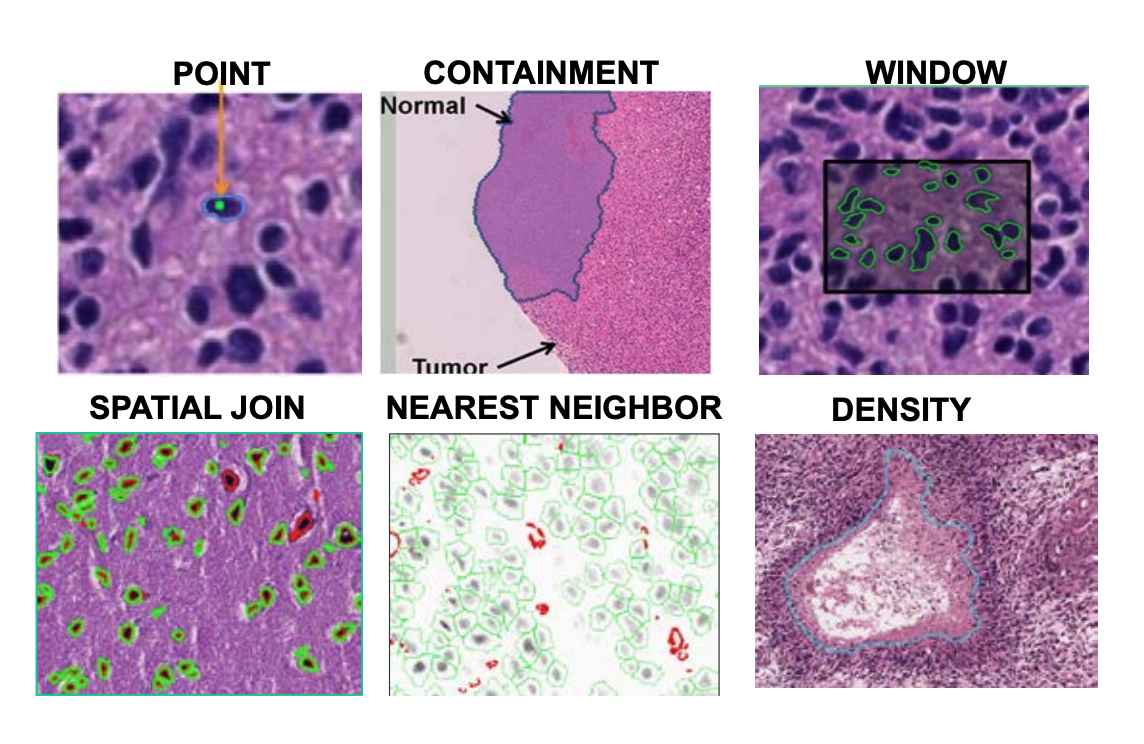 POINT
CONTAINMENT
WINDOW
Normal
Tumor
SPATIAL JOIN
NEAREST NEIGHBOR
DENSITY